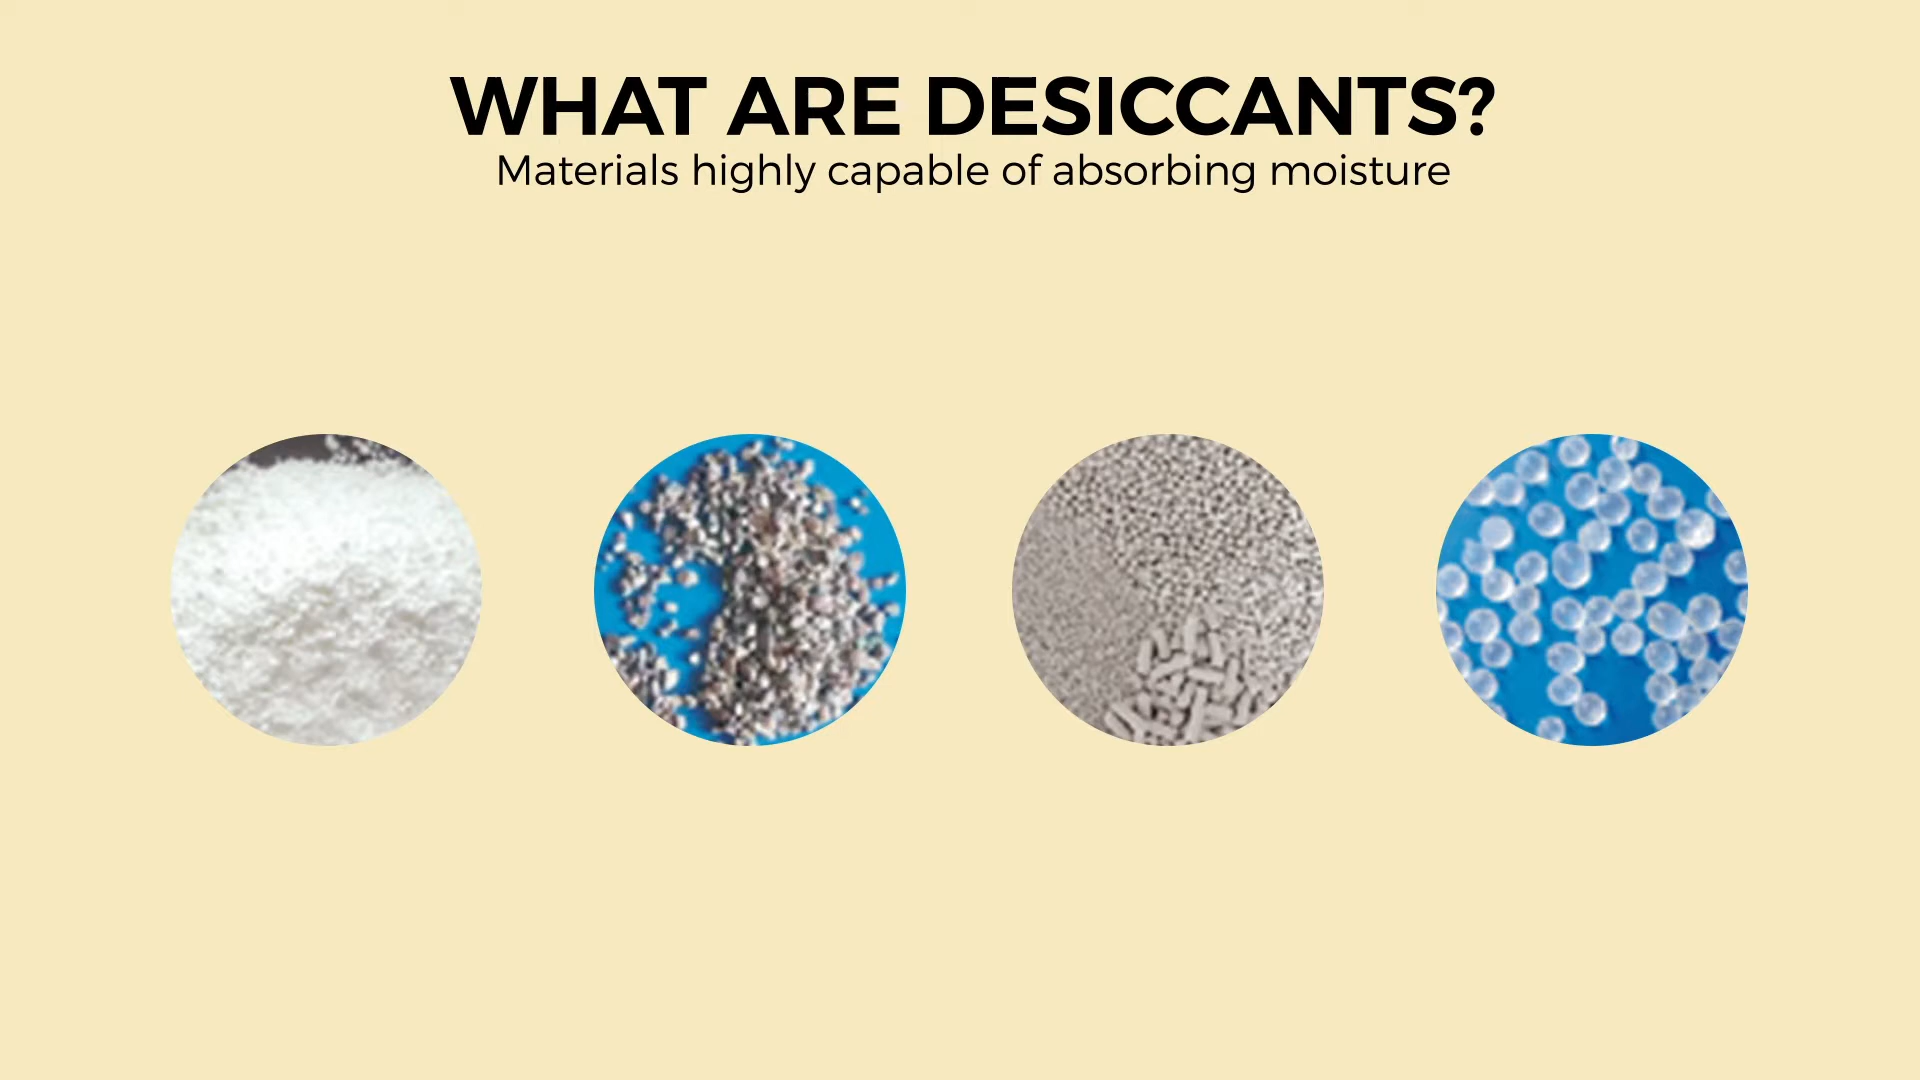 WHAT ARE DESICCANTS?
Materials highly capable of absorbing moisture